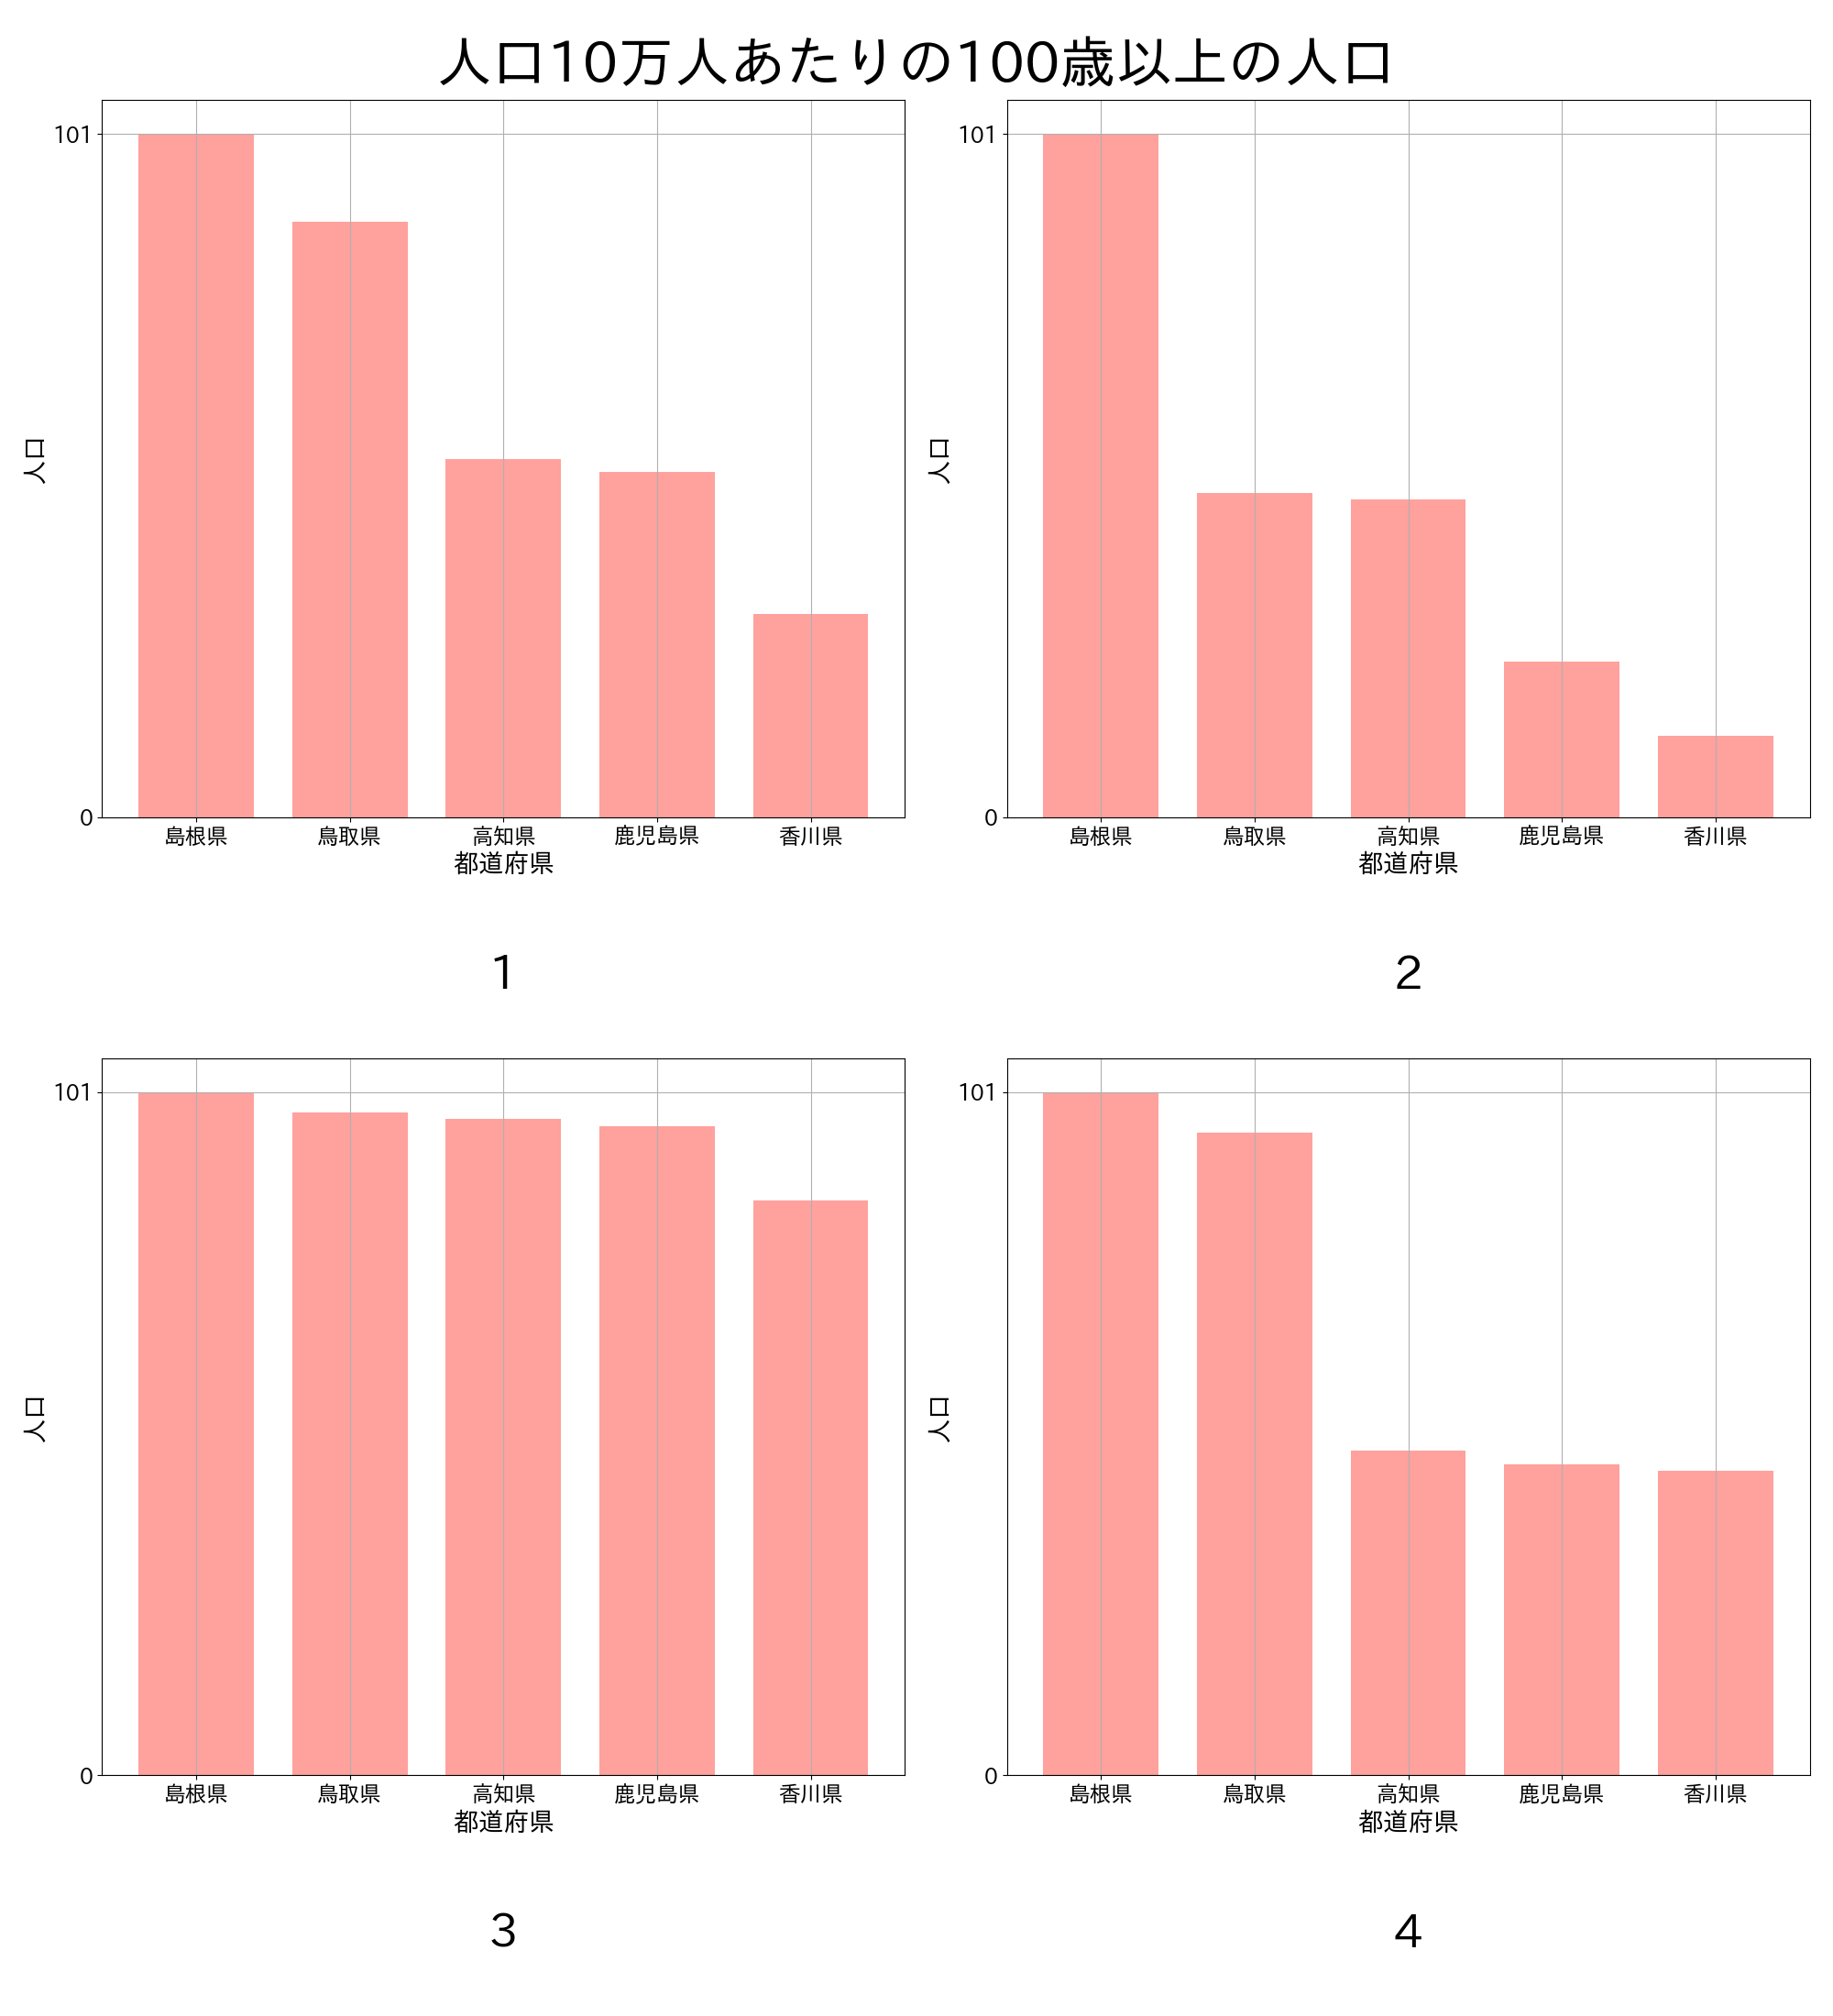 人口10万人あたりの100歳以上の人口
101
0
人口
島根県 鳥取県 高知県 鹿児島県 香川県
都道府県
1
101
0
人口
島根県 鳥取県 高知県 鹿児島県 香川県
都道府県
2
101
0
人口
島根県 鳥取県 高知県 鹿児島県 香川県
都道府県
3
101
0
人口
島根県 鳥取県 高知県 鹿児島県 香川県
都道府県
4